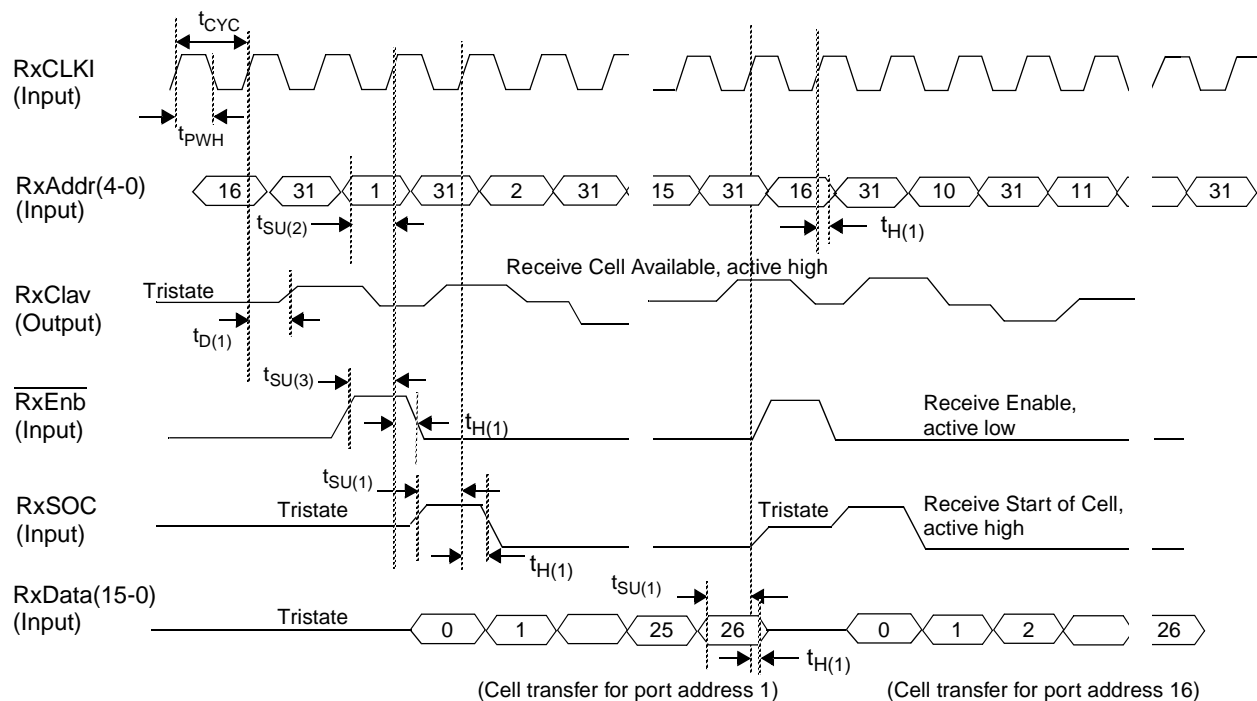 tCYC
RxCLKI
(Input)
tPWH
RxAddr(4-0)
(Input)
16 31 1 31 2 31 15 31 16 31 10 31 11 31
tSU(2)
tH(1)
Receive Cell Available, active high
RxClav
(Output)
Tristate
tD(1)
tSU(3)
RxEnb
(Input)
tH(1)
Receive Enable,
active low
tSU(1)
RxSOC
(Input)
Tristate
Tristate
Receive Start of Cell,
active high
tH(1)
RxData(15-0)
(Input)
tSU(1)
Tristate
0 1 25 26 0 1 2 26
tH(1)
(Cell transfer for port address 1)
(Cell transfer for port address 16)